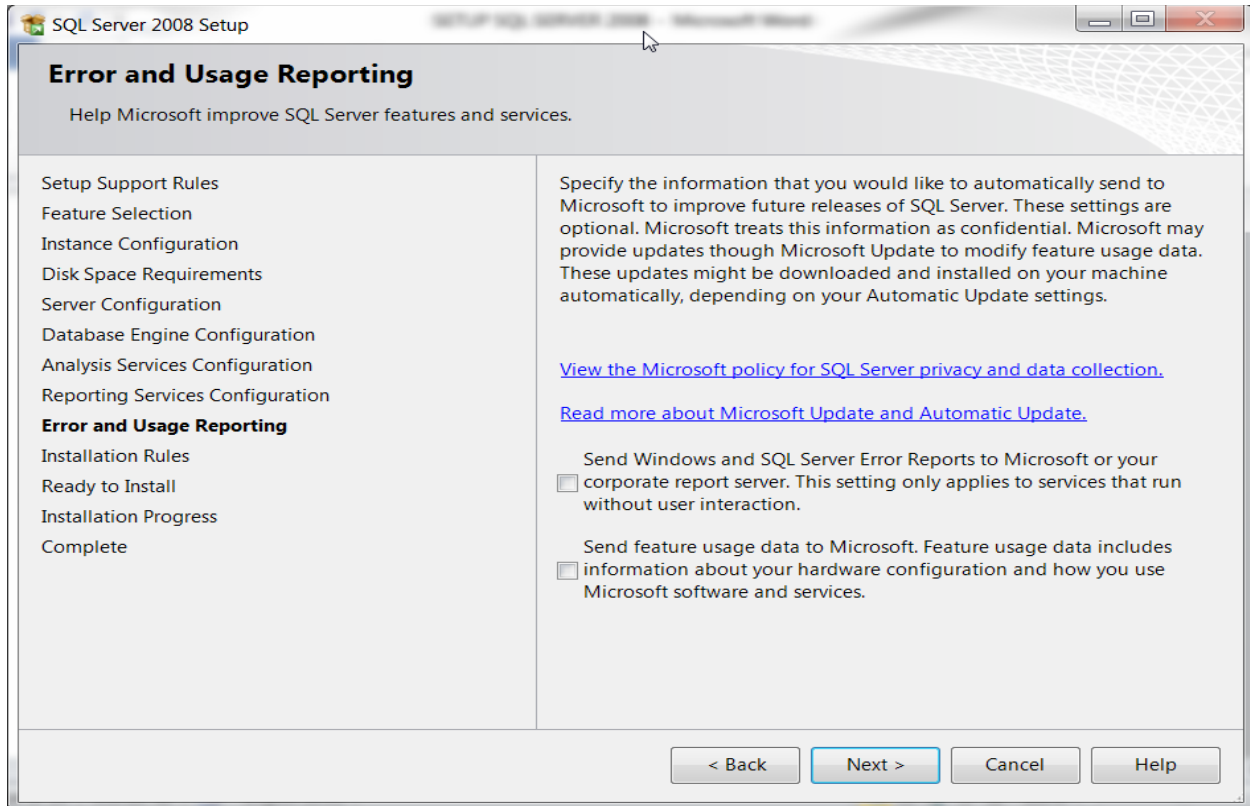 SQL Server 2008 Setup
SETUP SQL SERVER 2008 - Microsoft Word
Error and Usage Reporting
Help Microsoft improve SQL Server features and services.
Setup Support Rules
Feature Selection
Instance Configuration
Disk Space Requirements
Server Configuration
Database Engine Configuration
Analysis Services Configuration
Reporting Services Configuration
Error and Usage Reporting
Installation Rules
Ready to Install
Installation Progress
Complete
Specify the information that you would like to automatically send to
Microsoft to improve future releases of SQL Server. These settings are
optional. Microsoft treats this information as confidential. Microsoft may
provide updates though Microsoft Update to modify feature usage data.
These updates might be downloaded and installed on your machine
automatically, depending on your Automatic Update settings.
View the Microsoft policy for SQL Server privacy and data collection.
Read more about Microsoft Update and Automatic Update.
Send Windows and SQL Server Error Reports to Microsoft or your
corporate report server. This setting only applies to services that run
without user interaction.
Send feature usage data to Microsoft. Feature usage data includes
information about your hardware configuration and how you use
Microsoft software and services.
< Back
Next >
Cancel
Help